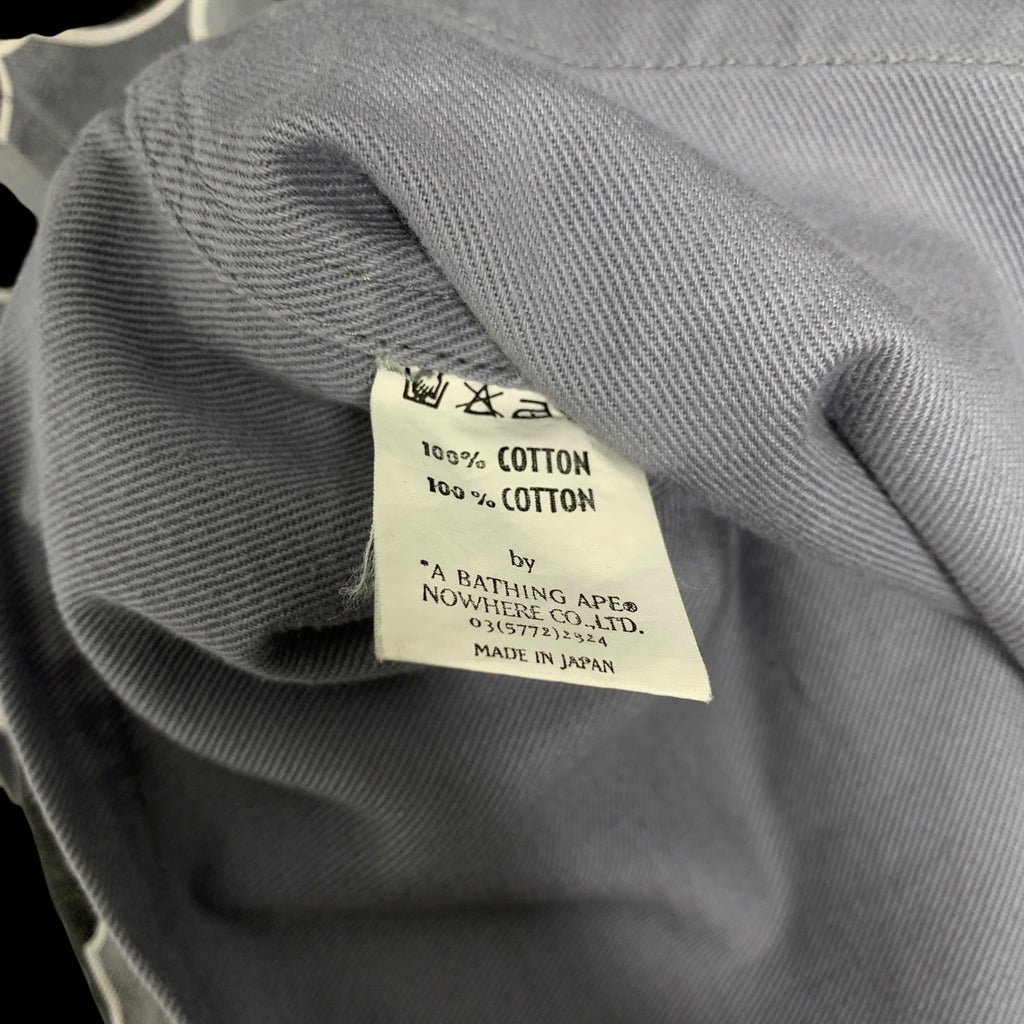 100% COTTON
100% COTTON
by
*A BATHING APE®
NOWHERE CO.,LTD.
03(5772)2524
MADE IN JAPAN